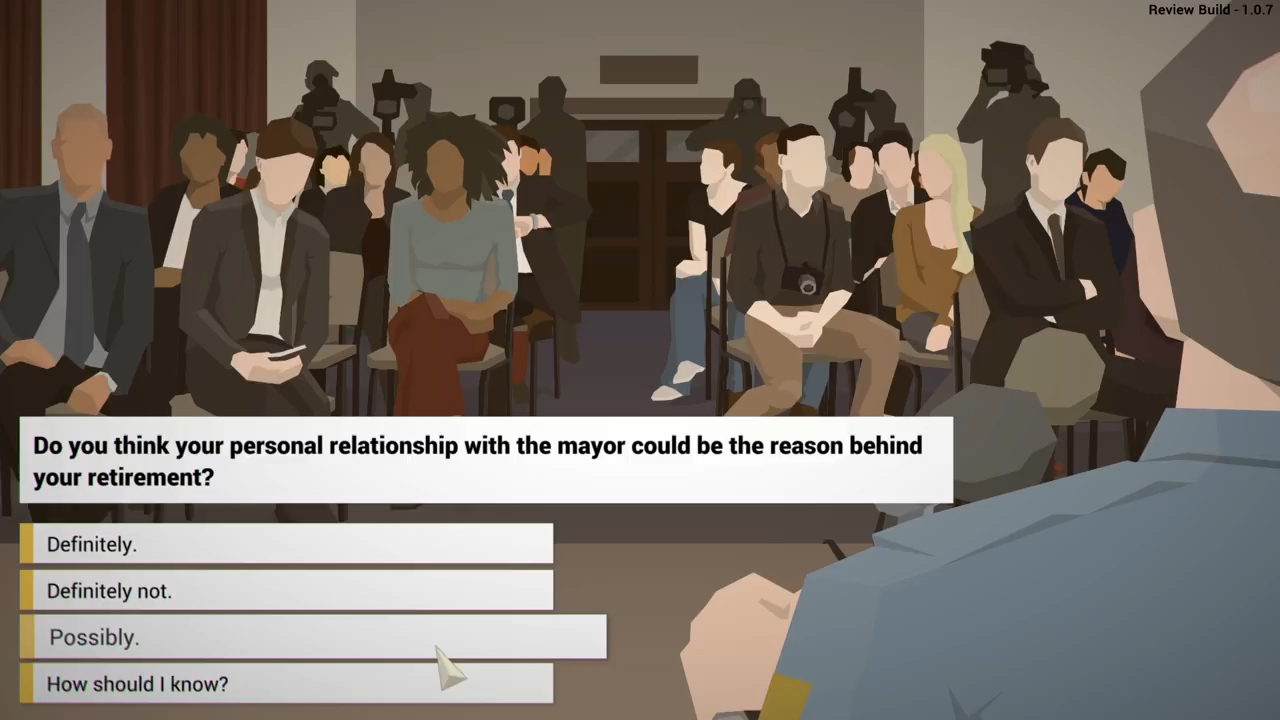 Review Build - 1.0.7
Do you think your personal relationship with the mayor could be the reason behind
your retirement?
Definitely.
Definitely not.
Possibly.
How should I know?